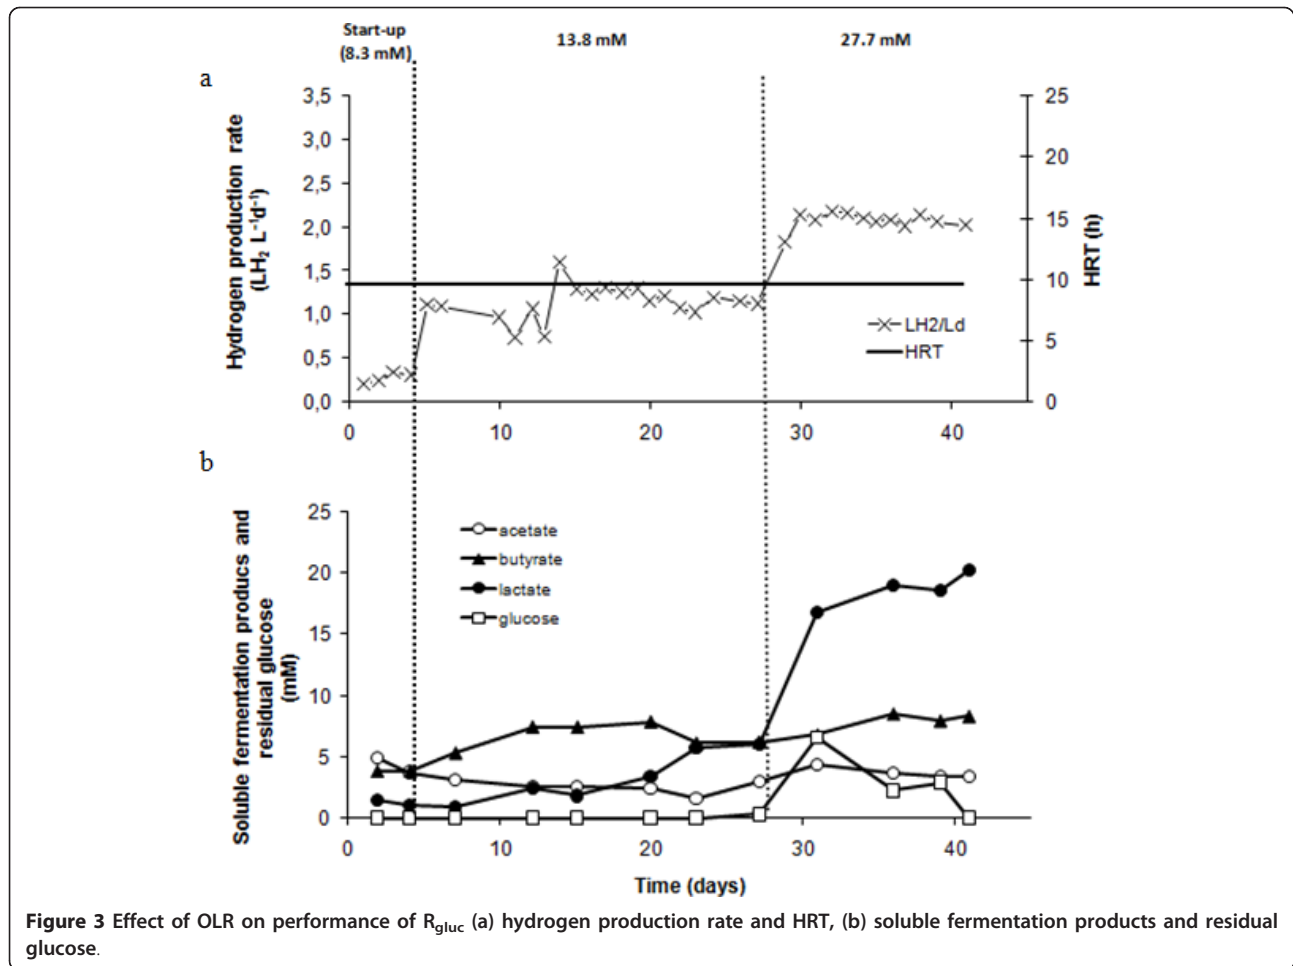 Start-up
(8.3 mM)
13.8 mM
27.7 mM
a
Hydrogen production rate
(LH₂ L⁻¹d⁻¹)
3,5
3,0
2,5
2,0
1,5
1,0
0,5
0,0
25
20
15
10
5
0
HRT (h)
LH2/Ld
HRT
0 10 20 30 40
b
Soluble fermentation producs and
residual glucose
(mM)
25
20
15
10
5
0
acetate
butyrate
lactate
glucose
0 10 20 30 40
Time (days)
Figure 3 Effect of OLR on performance of Rgluc (a) hydrogen production rate and HRT, (b) soluble fermentation products and residual
glucose.